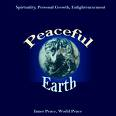 Spirituality, Personal Growth, Enlightenment
Peaceful
Earth
Inner Peace, World Peace